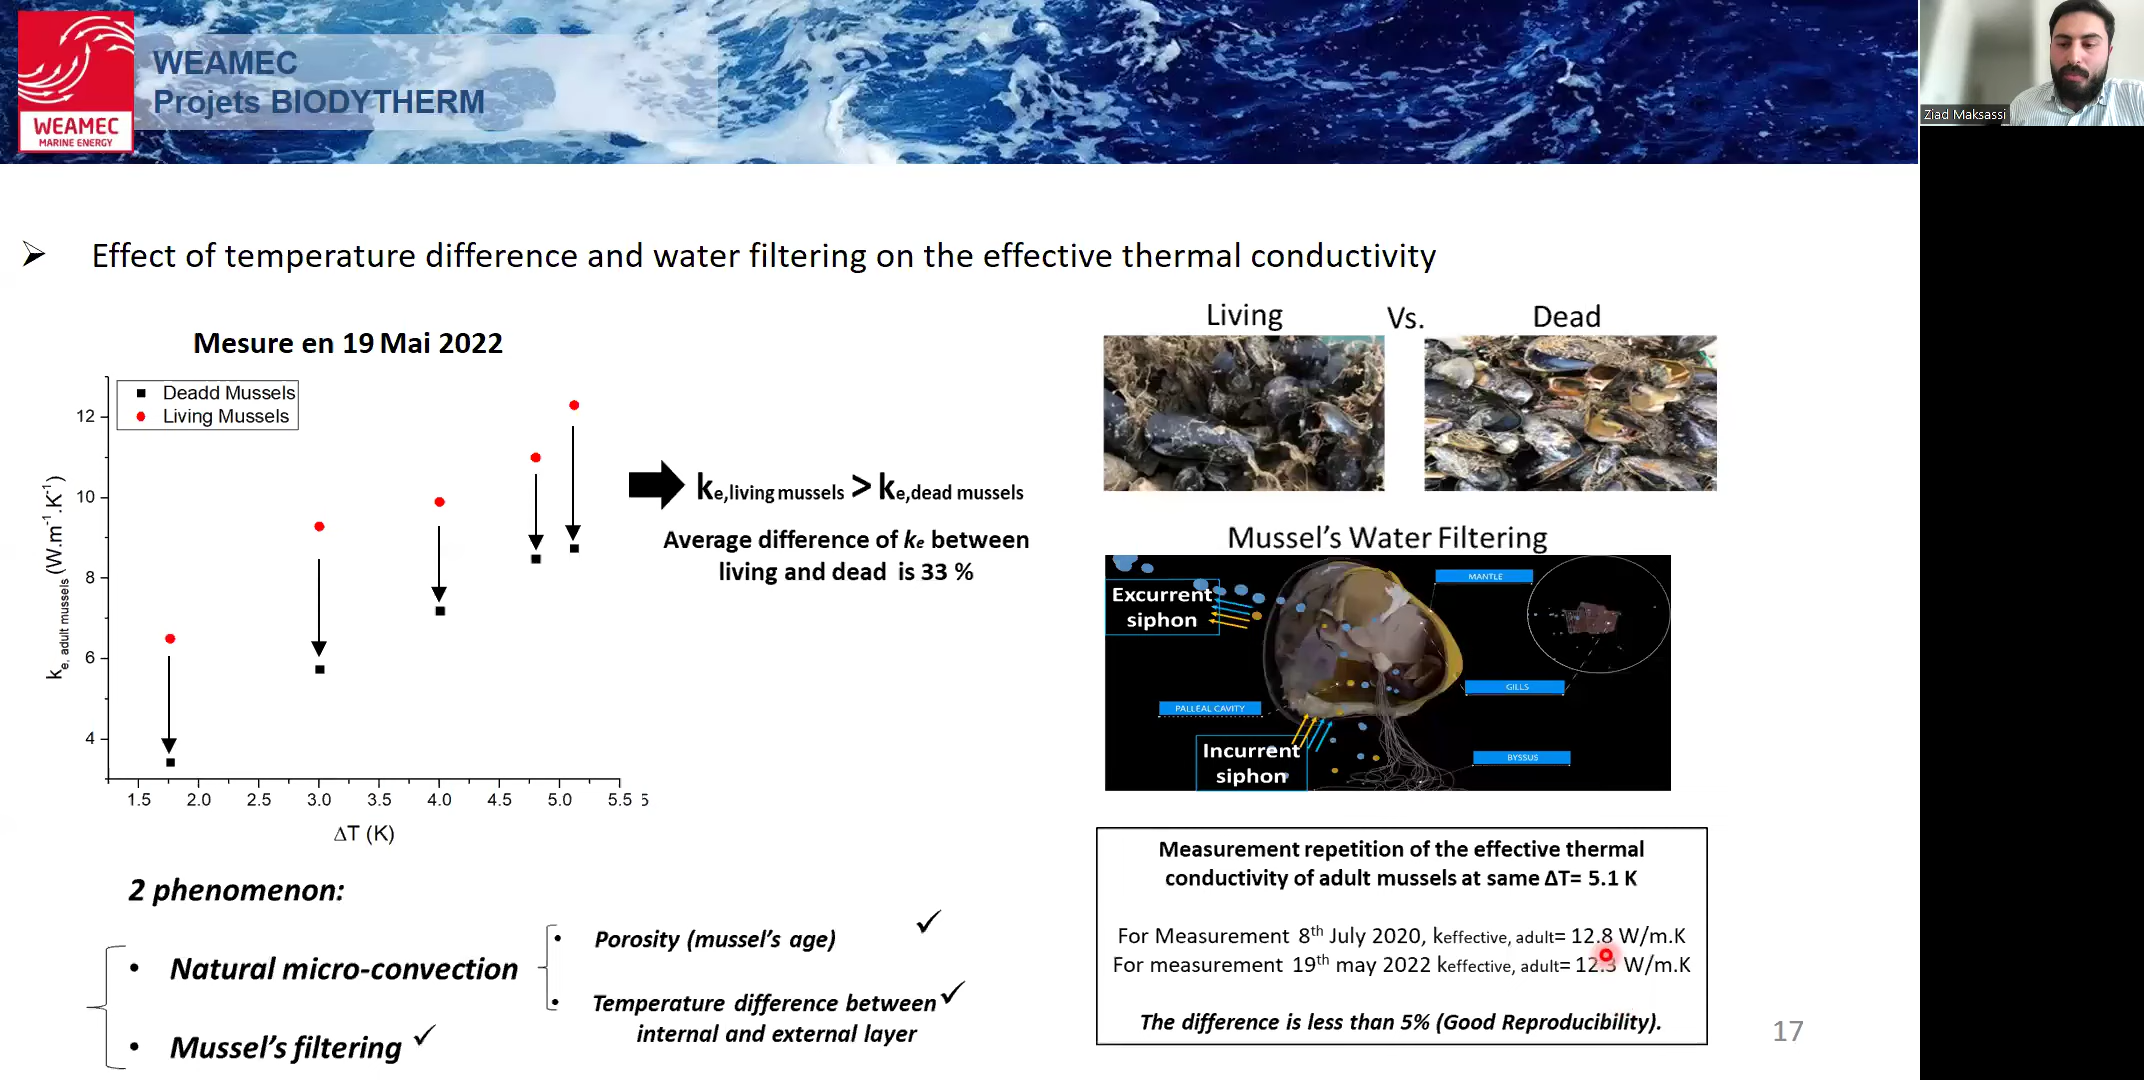 WEAMEC
Projets BIODYTHERM
WEAMEC
MARINE ENERGY
Ziad Maksassi
Effect of temperature difference and water filtering on the effective thermal conductivity
Mesure en 19 Mai 2022
Deadd Mussels
Living Mussels
12
10
8
6
4
k e, adult mussels (W.m⁻¹.K⁻¹)
1.5 2.0 2.5 3.0 3.5 4.0 4.5 5.0 5.5 5
ΔT (K)
ke,living mussels > ke,dead mussels
Average difference of ke between
living and dead is 33 %
Living Vs. Dead
Mussel's Water Filtering
Excurrent
siphon
MANTLE
GILLS
PALLEAL CAVITY
Incurrent
siphon
BYSSUS
2 phenomenon:
• Natural micro-convection
• Mussel's filtering ✓
• Porosity (mussel's age) ✓
• Temperature difference between ✓
internal and external layer
Measurement repetition of the effective thermal
conductivity of adult mussels at same ΔT= 5.1 K
For Measurement 8th July 2020, keffective, adult= 12.8 W/m.K
For measurement 19th may 2022 keffective, adult= 12.3 W/m.K
The difference is less than 5% (Good Reproducibility).
17